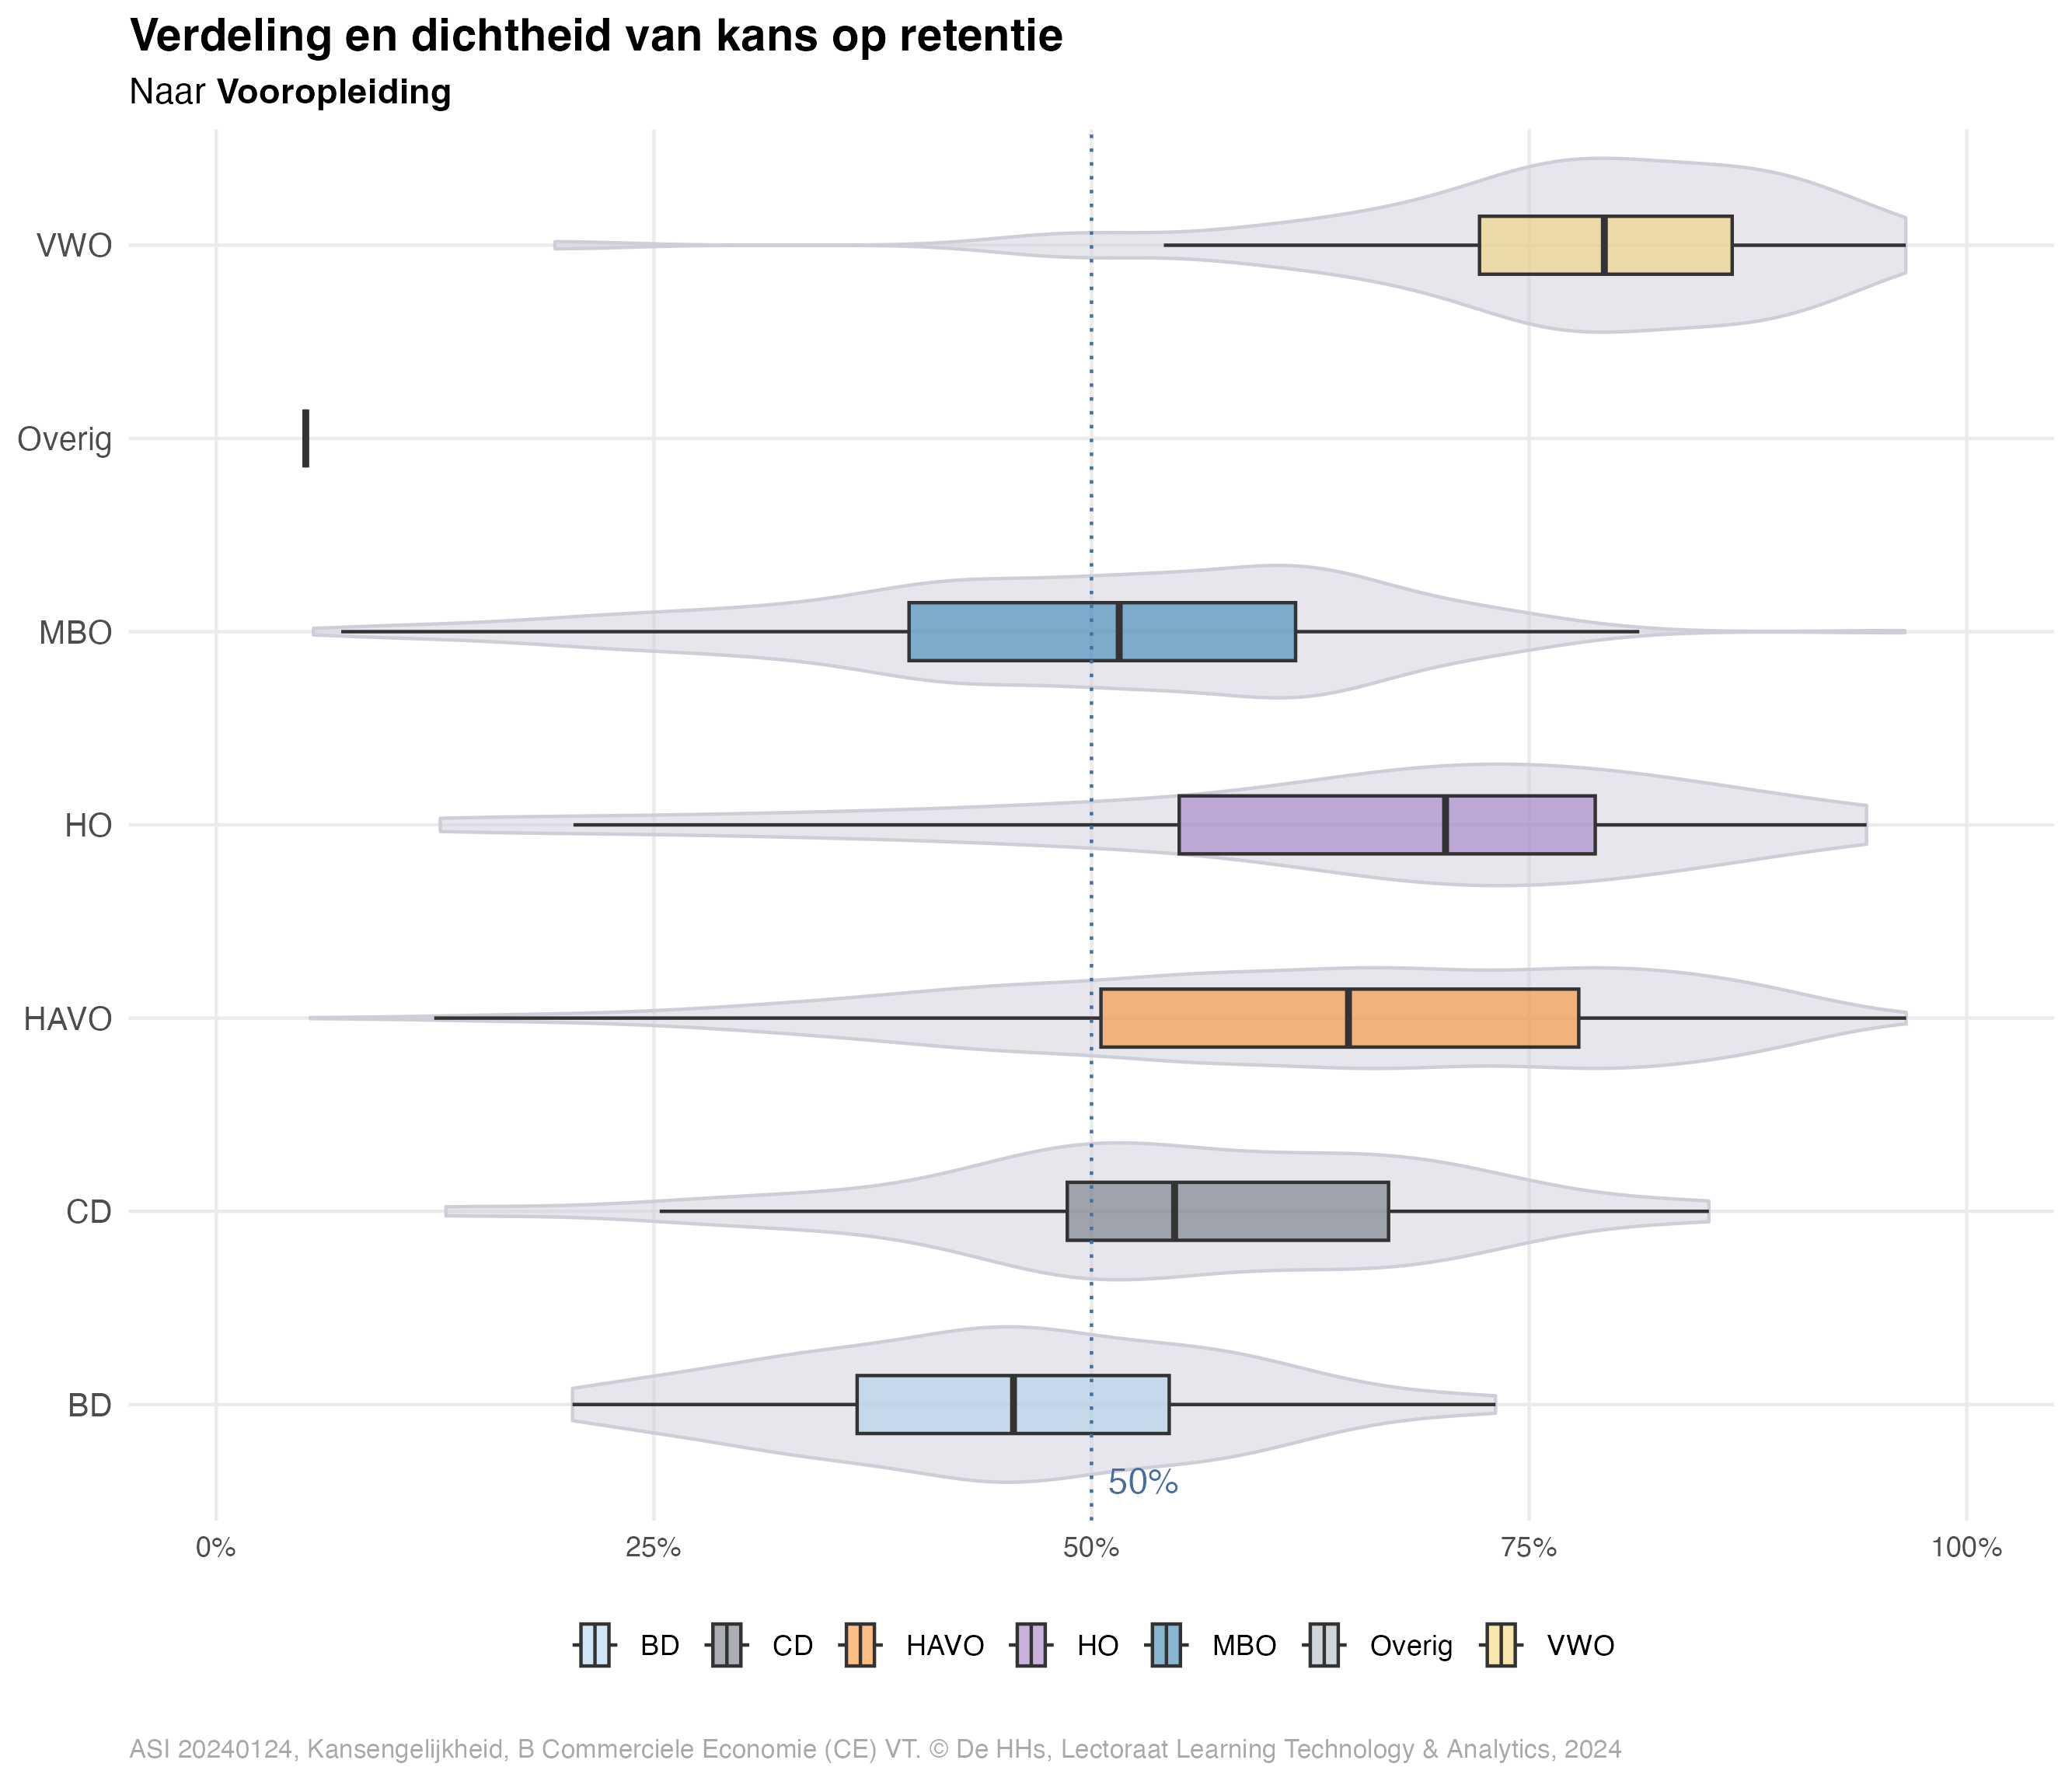 Verdeling en dichtheid van kans op retentie
Naar Vooropleiding
VWO
Overig
MBO
HO
HAVO
CD
BD
50%
0% 25% 50% 75% 100%
BD CD HAVO HO MBO Overig VWO
ASI 20240124, Kansengelijkheid, B Commerciele Economie (CE) VT. © De HHs, Lectoraat Learning Technology & Analytics, 2024